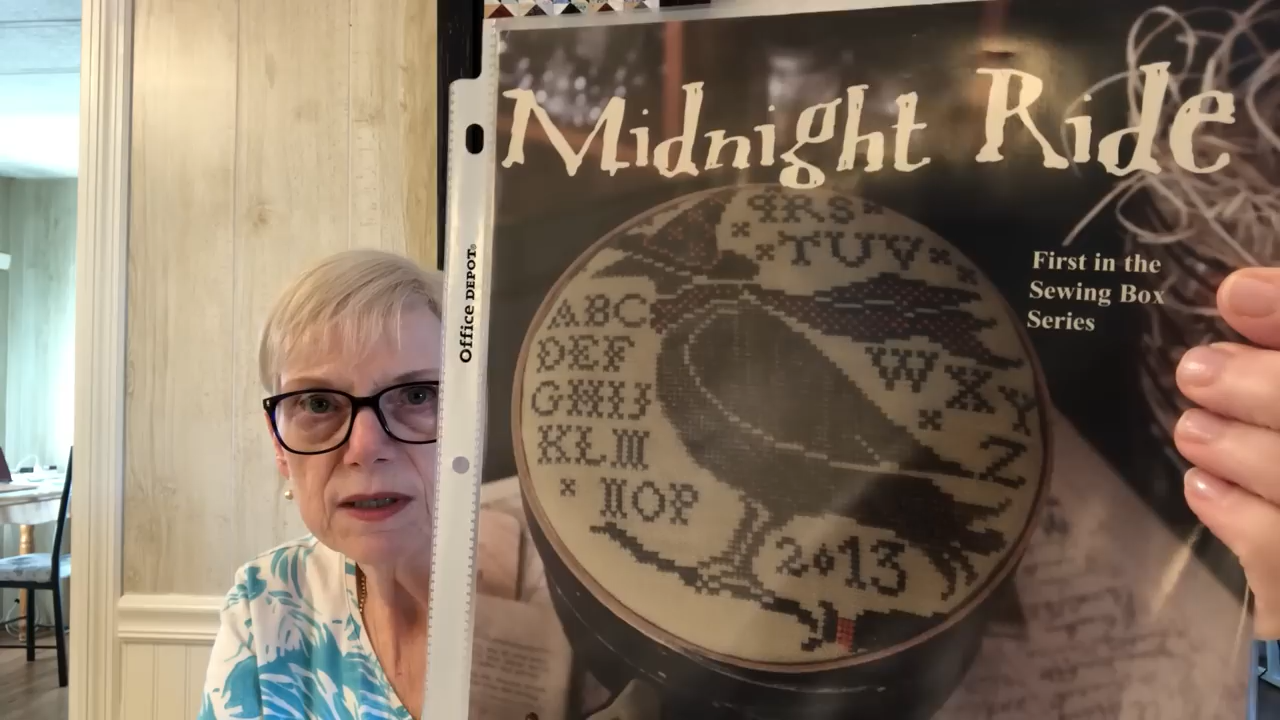 Midnight Ride
First in the
Sewing Box
Series
Office DEPOT
QRS
TUV
ABC
DEF
GHIJ
KLM
NOP
WXY
Z
2013